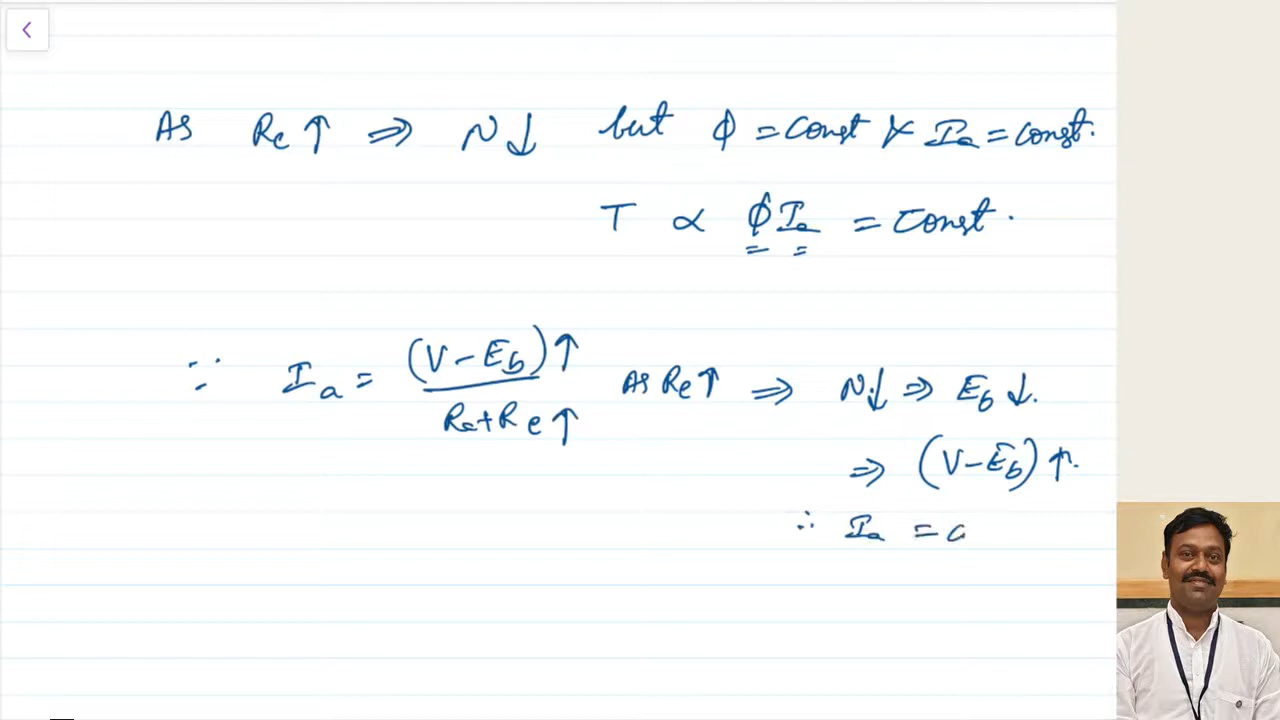 As Re ↑ ⇒ N ↓ but ϕ = Const & Ia = Const.
T ∝ ϕ Ia = Const.
∵ Ia = (V – Eb) ↑ / Ra + Re ↑ As Re ↑ ⇒ N ↓ ⇒ Eb ↓.
⇒ (V – Eb) ↑.
∴ Ia = c